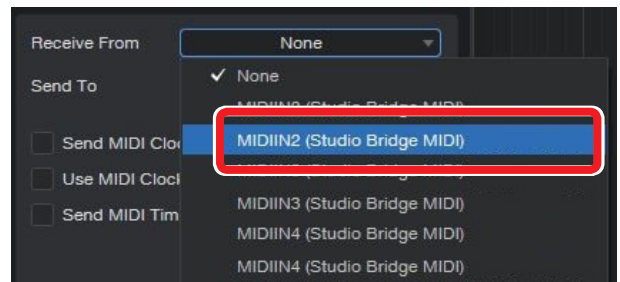 Receive From None
✓ None
Send To
MIDIIN2 (Studio Bridge MIDI)
Send MIDI Clo
Use MIDI Clock
MIDIIN3 (Studio Bridge MIDI)
Send MIDI Tim
MIDIIN4 (Studio Bridge MIDI)
MIDIIN4 (Studio Bridge MIDI)